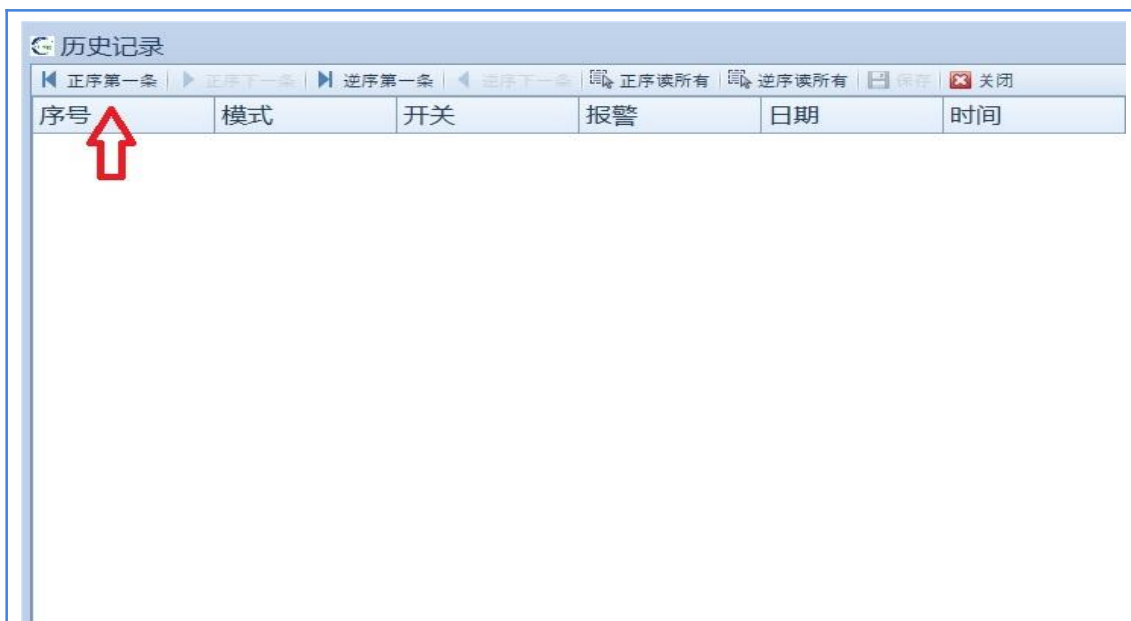 历史记录
正序第一条 正序下一条 逆序第一条 逆序下一条 正序读所有 逆序读所有 保存 关闭
序号 模式 开关 报警 日期 时间